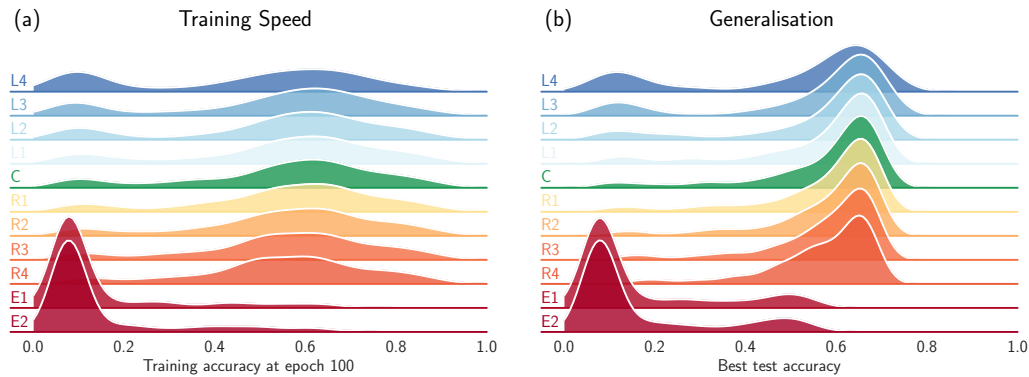 (a) Training Speed
L4
L3
L2
L1
C
R1
R2
R3
R4
E1
E2
0.0 0.2 0.4 0.6 0.8 1.0
Training accuracy at epoch 100
(b) Generalisation
L4
L3
L2
L1
C
R1
R2
R3
R4
E1
E2
0.0 0.2 0.4 0.6 0.8 1.0
Best test accuracy